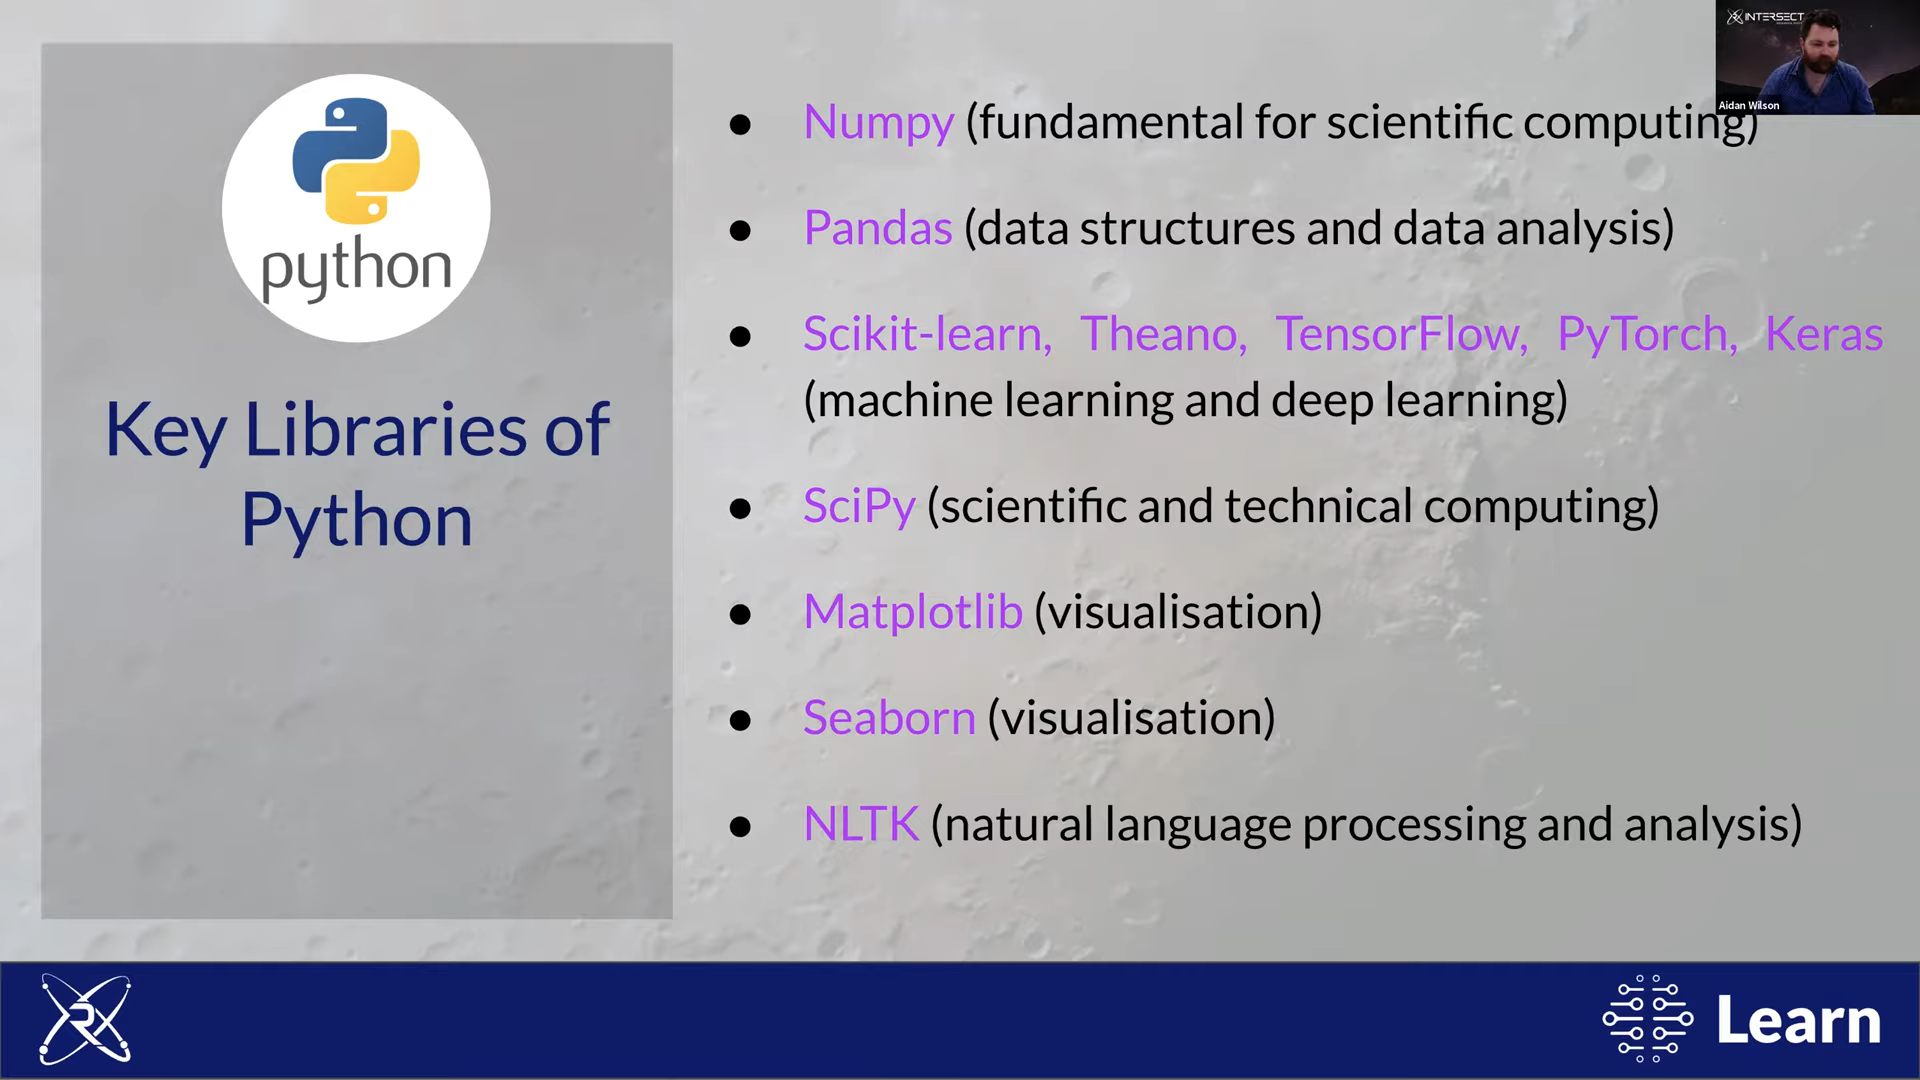 INTERSECT
Aidan Wilson
python
Key Libraries of
Python
● Numpy (fundamental for scientific computing)
● Pandas (data structures and data analysis)
● Scikit-learn, Theano, TensorFlow, PyTorch, Keras
(machine learning and deep learning)
● SciPy (scientific and technical computing)
● Matplotlib (visualisation)
● Seaborn (visualisation)
● NLTK (natural language processing and analysis)
Learn